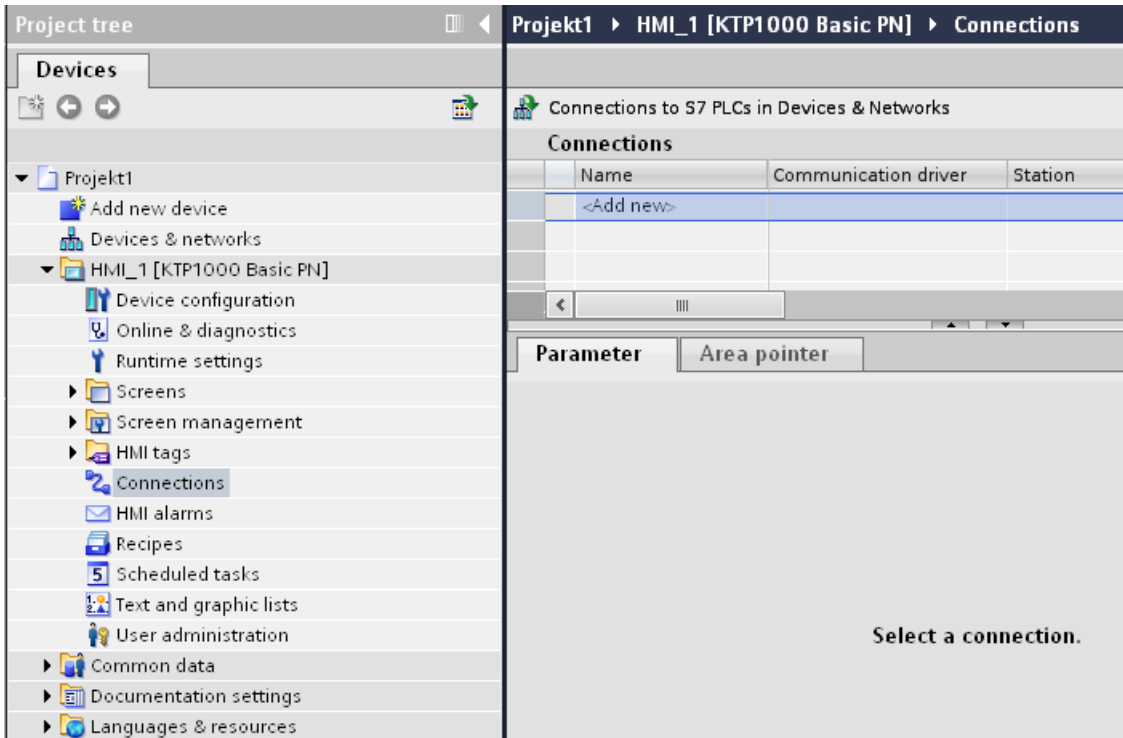 Project tree
Devices
Projekt1
Add new device
Devices & networks
HMI_1 [KTP1000 Basic PN]
Device configuration
Online & diagnostics
Runtime settings
Screens
Screen management
HMI tags
Connections
HMI alarms
Recipes
Scheduled tasks
Text and graphic lists
User administration
Common data
Documentation settings
Languages & resources
Projekt1 HMI_1 [KTP1000 Basic PN] Connections
Connections to S7 PLCs in Devices & Networks
Connections
Name Communication driver Station
<Add new>
Parameter Area pointer
Select a connection.